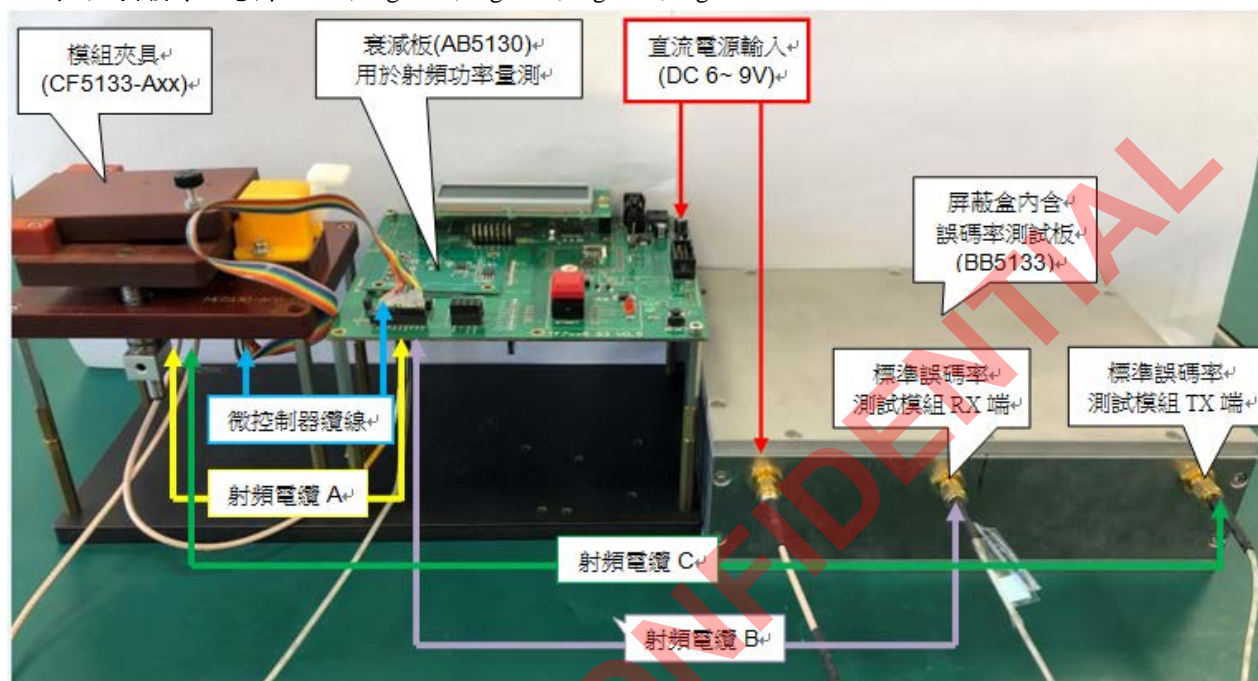 模組夾具
(CF5133-Axx)
衰減板(AB5130)
用於射頻功率量測
直流電源輸入
(DC 6~ 9V)
屏蔽盒內含
誤碼率測試板
(BB5133)
標準誤碼率
測試模組 RX 端
標準誤碼率
測試模組 TX 端
微控制器纜線
射頻電纜 A
射頻電纜 C
射頻電纜 B
CONFIDENTIAL